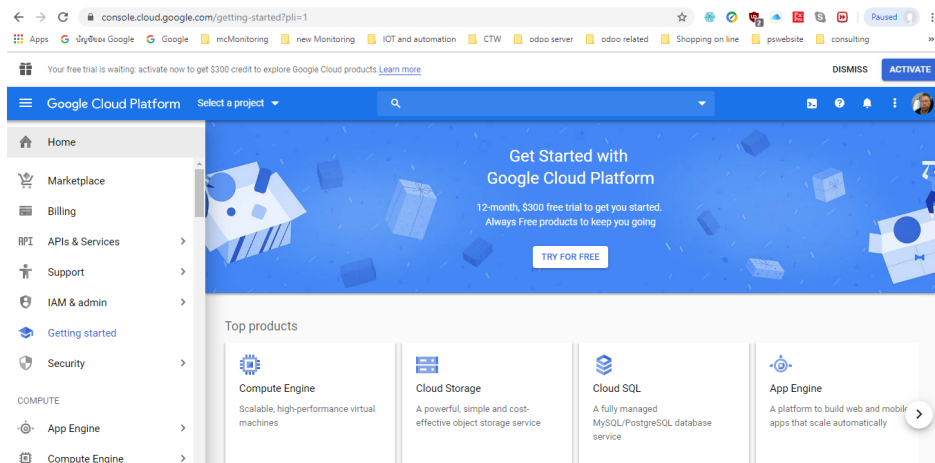 console.cloud.google.com/getting-started?pli=1
Paused
Apps
Google
mcMonitoring
new Monitoring
IOT and automation
CTW
odoo server
odoo related
Shopping on line
pswebsite
consulting
»
Your free trial is waiting: activate now to get $300 credit to explore Google Cloud products. Learn more
DISMISS
ACTIVATE
Google Cloud Platform
Select a project
Home
Marketplace
Billing
API APIs & Services
Support
IAM & admin
Getting started
Security
COMPUTE
App Engine
Compute Engine
Get Started with
Google Cloud Platform
12-month, $300 free trial to get you started.
Always Free products to keep you going
TRY FOR FREE
Top products
Compute Engine
Scalable, high-performance virtual
machines
Cloud Storage
A powerful, simple and cost-
effective object storage service
Cloud SQL
A fully managed
MySQL/PostgreSQL database
service
App Engine
A platform to build web and mobile
apps that scale automatically